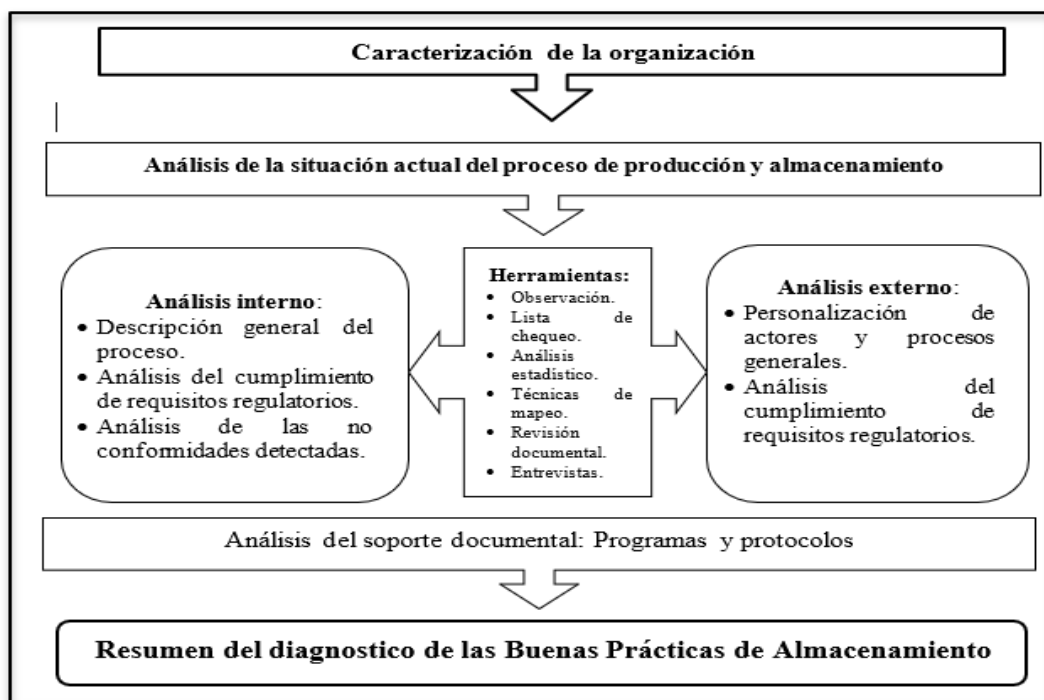 Caracterización de la organización
Análisis de la situación actual del proceso de producción y almacenamiento
Análisis interno:
• Descripción general del
proceso.
• Análisis del cumplimiento
de requisitos regulatorios.
• Análisis de las no
conformidades detectadas.
Herramientas:
• Observación.
• Lista de
chequeo.
• Análisis
estadístico.
• Técnicas de
mapeo.
• Revisión
documental.
• Entrevistas.
Análisis externo:
• Personalización de
actores y procesos
generales.
• Análisis del
cumplimiento de
requisitos regulatorios.
Análisis del soporte documental: Programas y protocolos
Resumen del diagnostico de las Buenas Prácticas de Almacenamiento